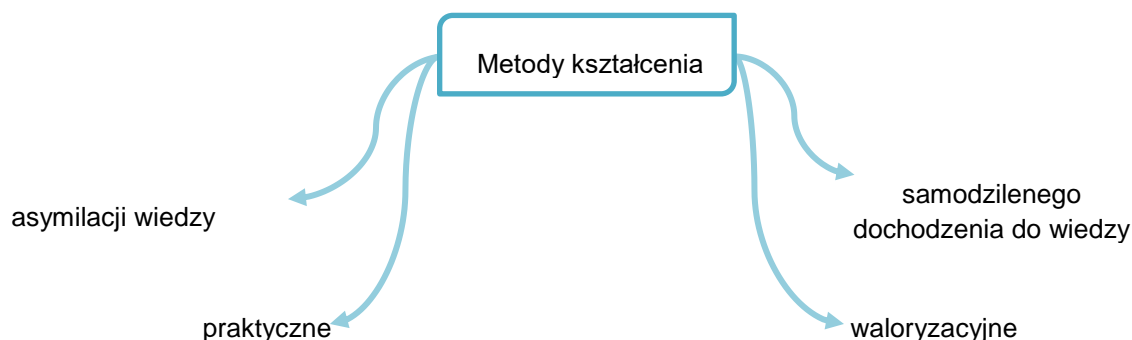 Metody kształcenia
asymilacji wiedzy
samodzilenego
dochodzenia do wiedzy
praktyczne
waloryzacyjne